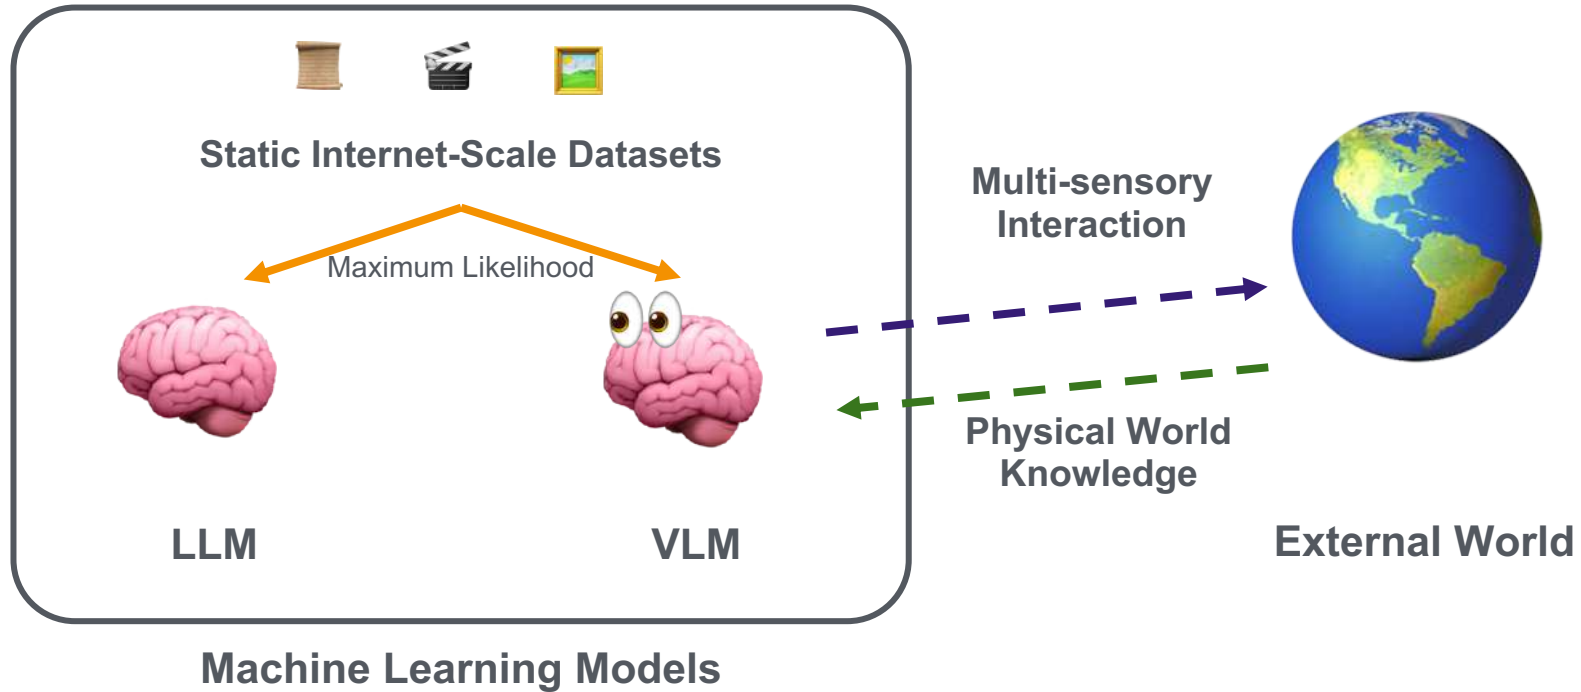 Static Internet-Scale Datasets
Maximum Likelihood
LLM
VLM
Machine Learning Models
Multi-sensory
Interaction
Physical World
Knowledge
External World